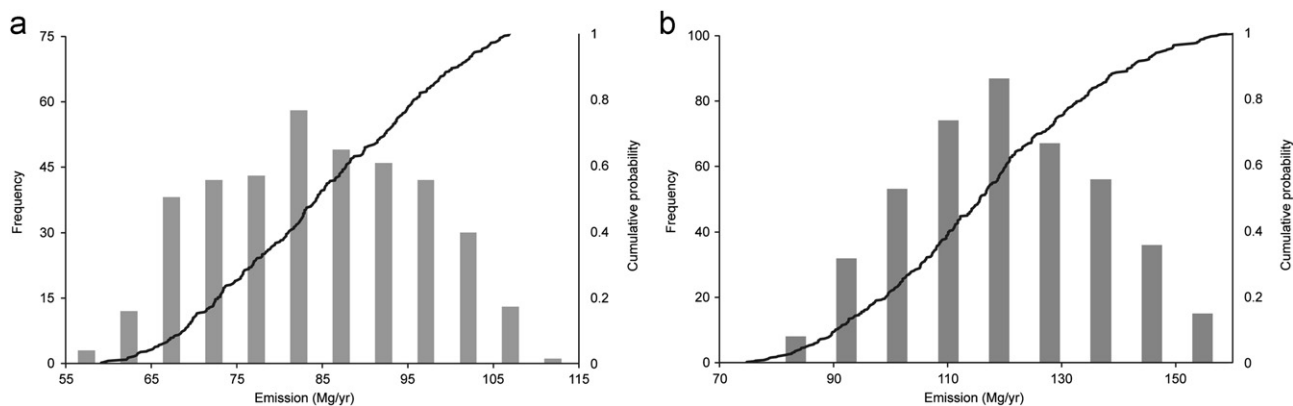 a
75
60
45
30
15
0
Frequency
1
0.8
0.6
0.4
0.2
0
Cumulative probability
55 65 75 85 95 105 115
Emission (Mg/yr)
b
100
80
60
40
20
0
Frequency
1
0.8
0.6
0.4
0.2
0
Cumulative probability
70 90 110 130 150
Emission (Mg/yr)